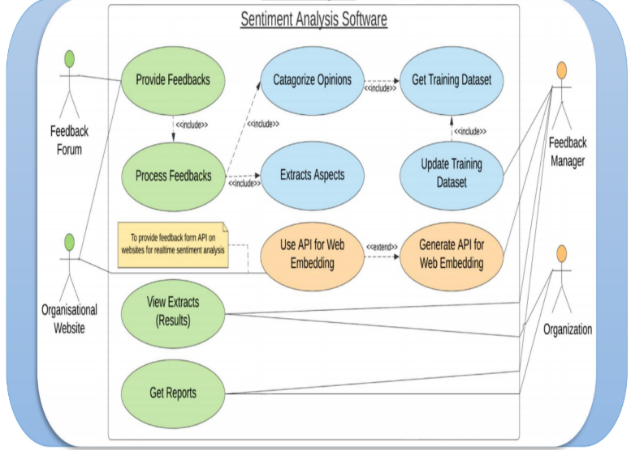 Sentiment Analysis Software
Provide Feedbacks
Catagorize Opinions
<<include>>
Get Training Dataset
Feedback
Forum
<<include>>
<<include>>
<<include>>
Feedback
Manager
Process Feedbacks
<<include>>
Extracts Aspects
Update Training
Dataset
To provide feedback form API on
websites for realtime sentiment analysis
Use API for Web
Embedding
<<extend>>
Generate API for
Web Embedding
Organisational
Website
View Extracts
(Results)
Organization
Get Reports